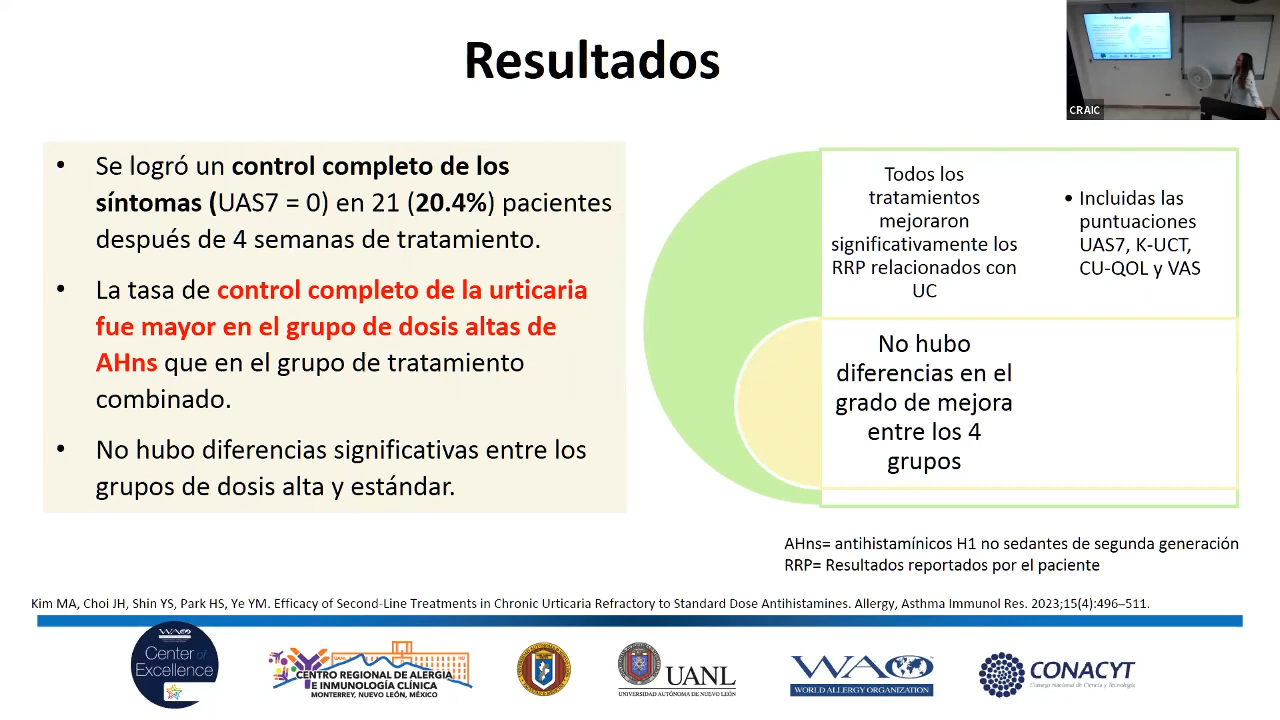 Resultados
CRAIC
• Se logró un control completo de los
síntomas (UAS7 = 0) en 21 (20.4%) pacientes
después de 4 semanas de tratamiento.
• La tasa de control completo de la urticaria
fue mayor en el grupo de dosis altas de
AHns que en el grupo de tratamiento
combinado.
• No hubo diferencias significativas entre los
grupos de dosis alta y estándar.
Todos los
tratamientos
mejoraron
significativamente los
RRP relacionados con
UC
• Incluidas las
puntuaciones
UAS7, K-UCT,
CU-QOL y VAS
No hubo
diferencias en el
grado de mejora
entre los 4
grupos
AHns= antihistamínicos H1 no sedantes de segunda generación
RRP= Resultados reportados por el paciente
Kim MA, Choi JH, Shin YS, Park HS, Ye YM. Efficacy of Second-Line Treatments in Chronic Urticaria Refractory to Standard Dose Antihistamines. Allergy, Asthma Immunol Res. 2023;15(4):496–511.
WAO
Center of
Excellence
CENTRO REGIONAL DE ALERGIA
E INMUNOLOGÍA CLÍNICA
MONTERREY, NUEVO LEÓN, MÉXICO
UANL
UNIVERSIDAD AUTÓNOMA DE NUEVO LEÓN
WAO
WORLD ALLERGY ORGANIZATION
CONACYT
Consejo Nacional de Ciencia y Tecnología